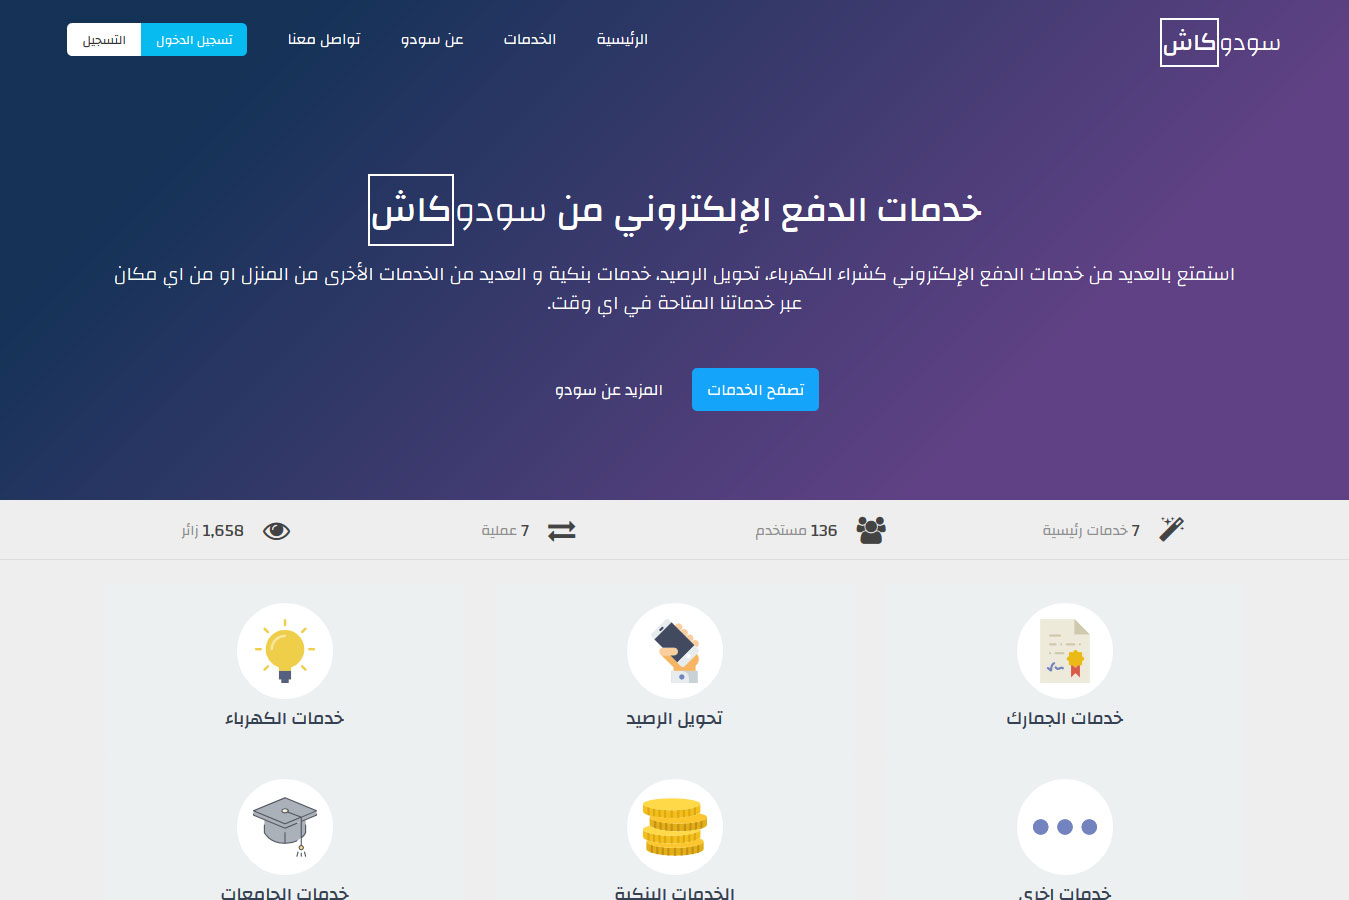 سودوكاش
الرئيسية
الخدمات
عن سودو
تواصل معنا
تسجيل الدخول
التسجيل
خدمات الدفع الإلكتروني من سودوكاش
استمتع بالعديد من خدمات الدفع الإلكتروني كشراء الكهرباء، تحويل الرصيد، خدمات بنكية و العديد من الخدمات الأخرى من المنزل او من اي مكان
عبر خدماتنا المتاحة في اي وقت.
تصفح الخدمات
المزيد عن سودو
7 خدمات رئيسية
136 مستخدم
7 عملية
1,658 زائر
خدمات الجمارك
تحويل الرصيد
خدمات الكهرباء
خدمات اخرى
الخدمات البنكية
خدمات الجامعات